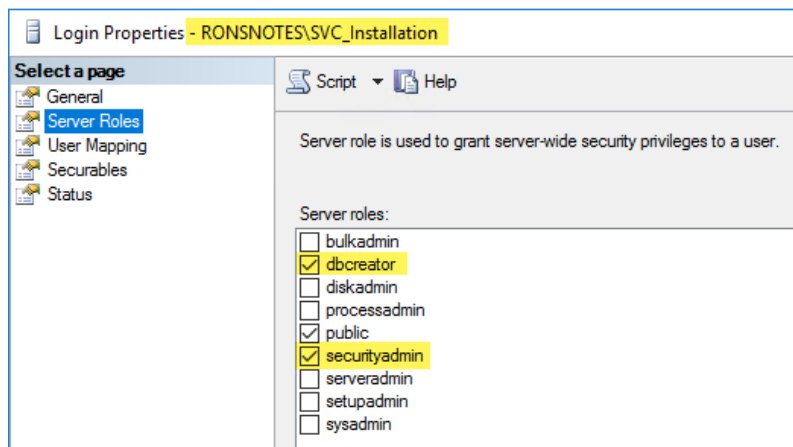 Login Properties - RONSNOTES\SVC_Installation
Select a page
General
Server Roles
User Mapping
Securables
Status
Script
Help
Server role is used to grant server-wide security privileges to a user.
Server roles:
bulkadmin
dbcreator
diskadmin
processadmin
public
securityadmin
serveradmin
setupadmin
sysadmin